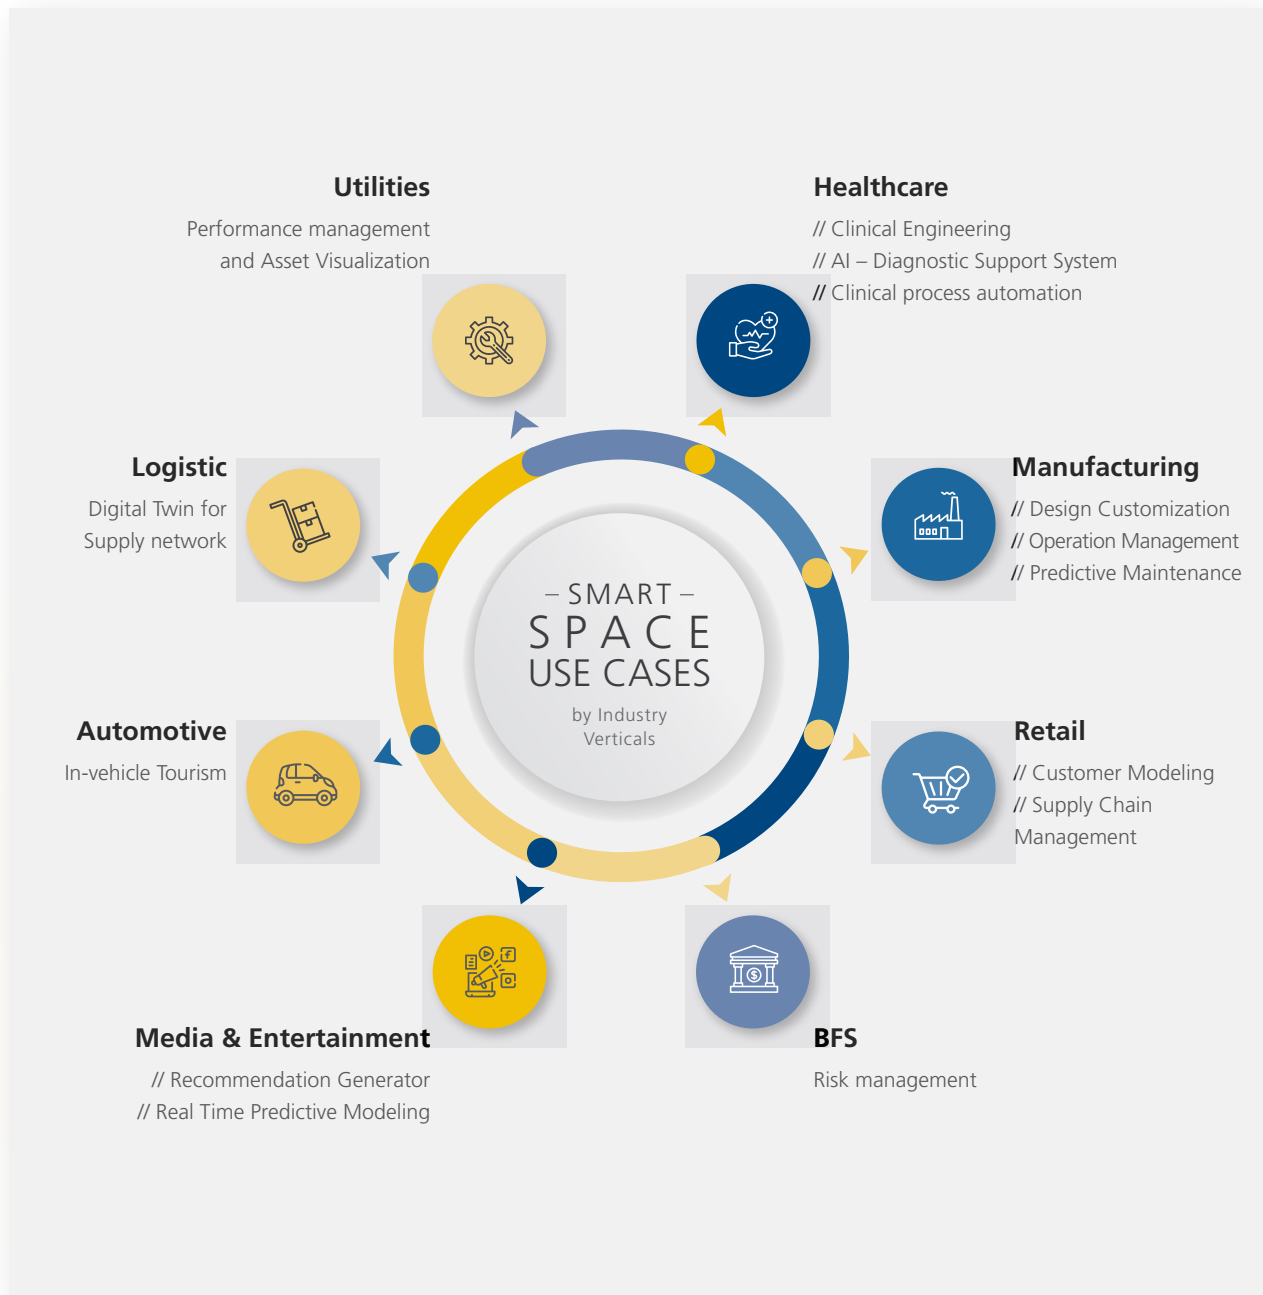 Utilities
Performance management
and Asset Visualization
Healthcare
// Clinical Engineering
// AI – Diagnostic Support System
// Clinical process automation
Logistic
Digital Twin for
Supply network
Manufacturing
// Design Customization
// Operation Management
// Predictive Maintenance
– SMART –
SPACE
USE CASES
by Industry
Verticals
Automotive
In-vehicle Tourism
Retail
// Customer Modeling
// Supply Chain
Management
Media & Entertainment
// Recommendation Generator
// Real Time Predictive Modeling
BFS
Risk management